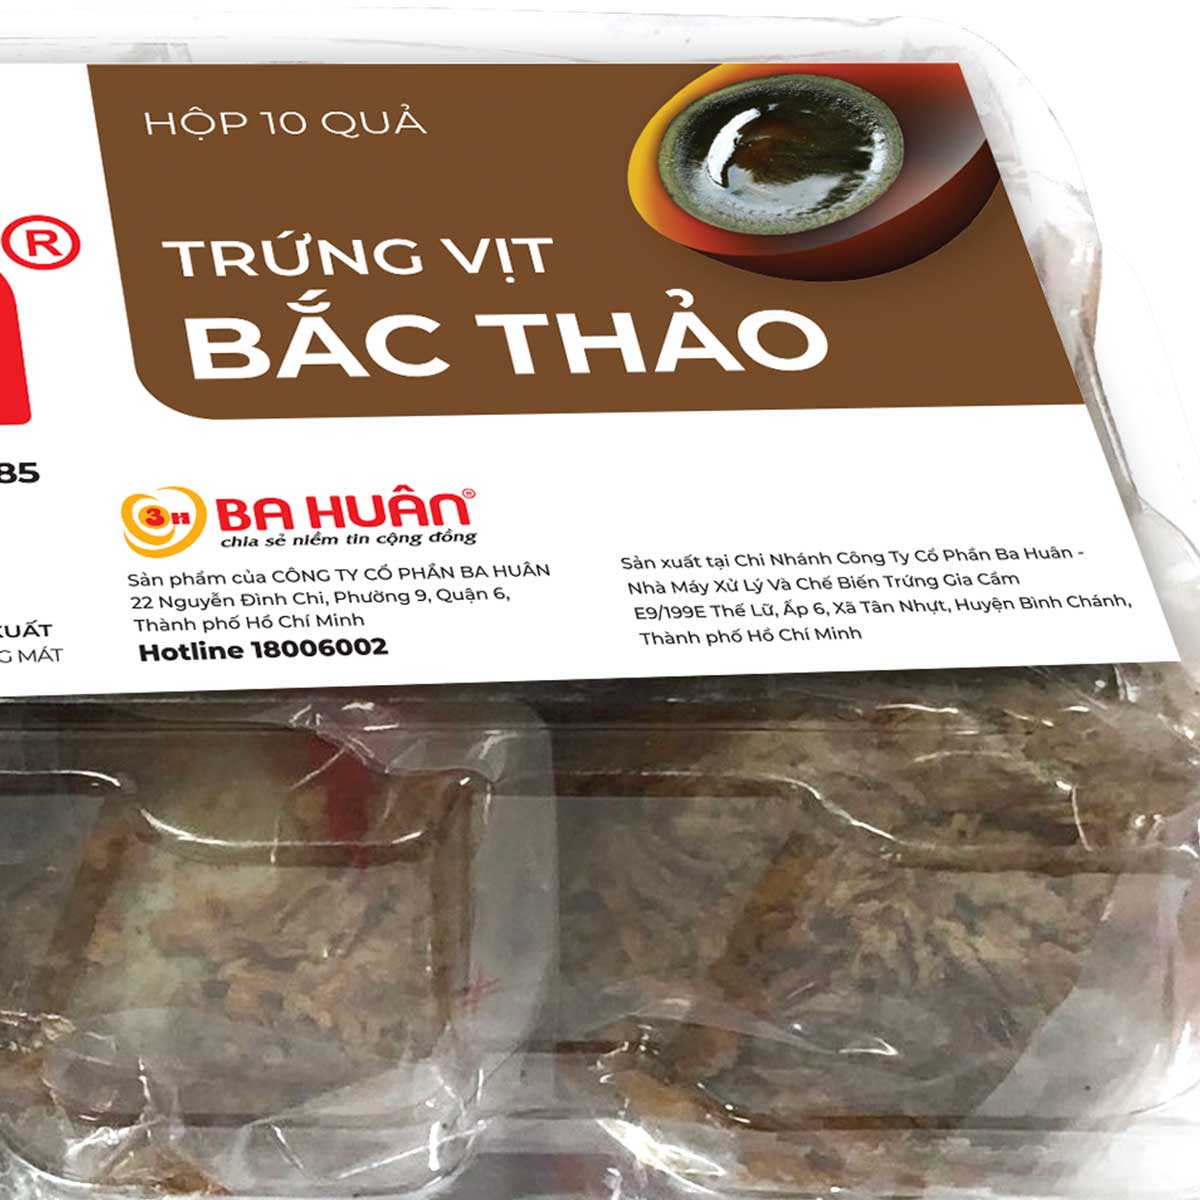 HỘP 10 QUẢ
®
TRỨNG VỊT
BẮC THẢO
85
3H BA HUÂN®
chia sẻ niềm tin cộng đồng
Sản phẩm của CÔNG TY CỔ PHẦN BA HUÂN
22 Nguyễn Đình Chi, Phường 9, Quận 6,
Thành phố Hồ Chí Minh
Hotline 18006002
Sản xuất tại Chi Nhánh Công Ty Cổ Phần Ba Huân -
Nhà Máy Xử Lý Và Chế Biến Trứng Gia Cầm
E9/199E Thế Lữ, Ấp 6, Xã Tân Nhựt, Huyện Bình Chánh,
Thành phố Hồ Chí Minh
XUẤT
G MÁT